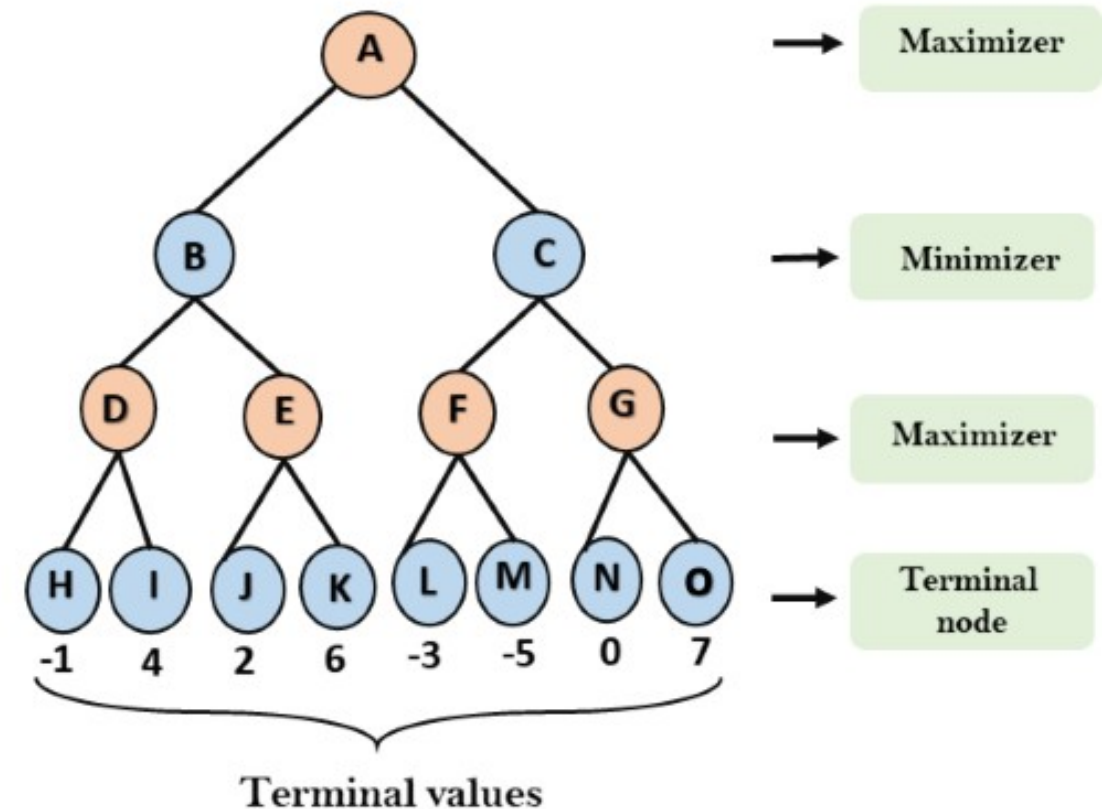 A
Maximizer
B
C
Minimizer
D
E
F
G
Maximizer
H
I
J
K
L
M
N
O
Terminal
node
-1
4
2
6
-3
-5
0
7
Terminal values